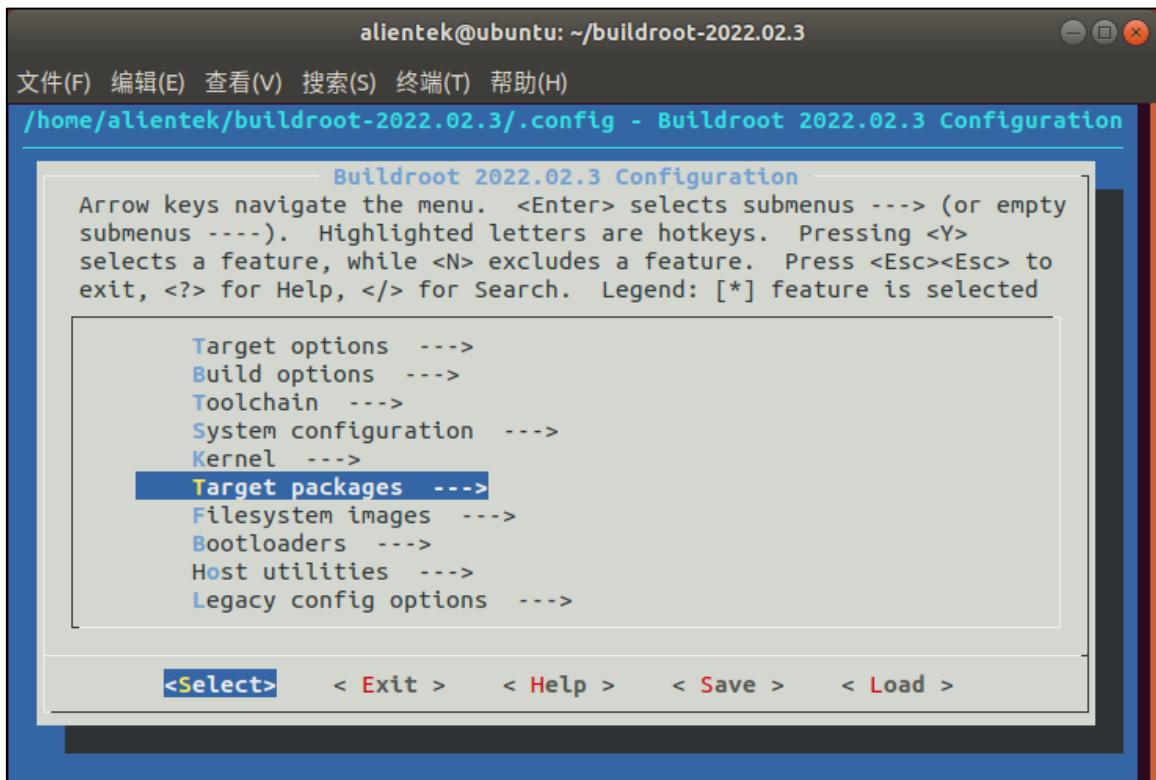 alientek@ubuntu: ~/buildroot-2022.02.3
文件(F) 编辑(E) 查看(V) 搜索(S) 终端(T) 帮助(H)
/home/alientek/buildroot-2022.02.3/.config - Buildroot 2022.02.3 Configuration
Buildroot 2022.02.3 Configuration
Arrow keys navigate the menu. <Enter> selects submenus ---> (or empty
submenus ----). Highlighted letters are hotkeys. Pressing <Y>
selects a feature, while <N> excludes a feature. Press <Esc><Esc> to
exit, <?> for Help, </> for Search. Legend: [*] feature is selected
Target options --->
Build options --->
Toolchain --->
System configuration --->
Kernel --->
Target packages --->
Filesystem images --->
Bootloaders --->
Host utilities --->
Legacy config options --->
<Select> < Exit > < Help > < Save > < Load >